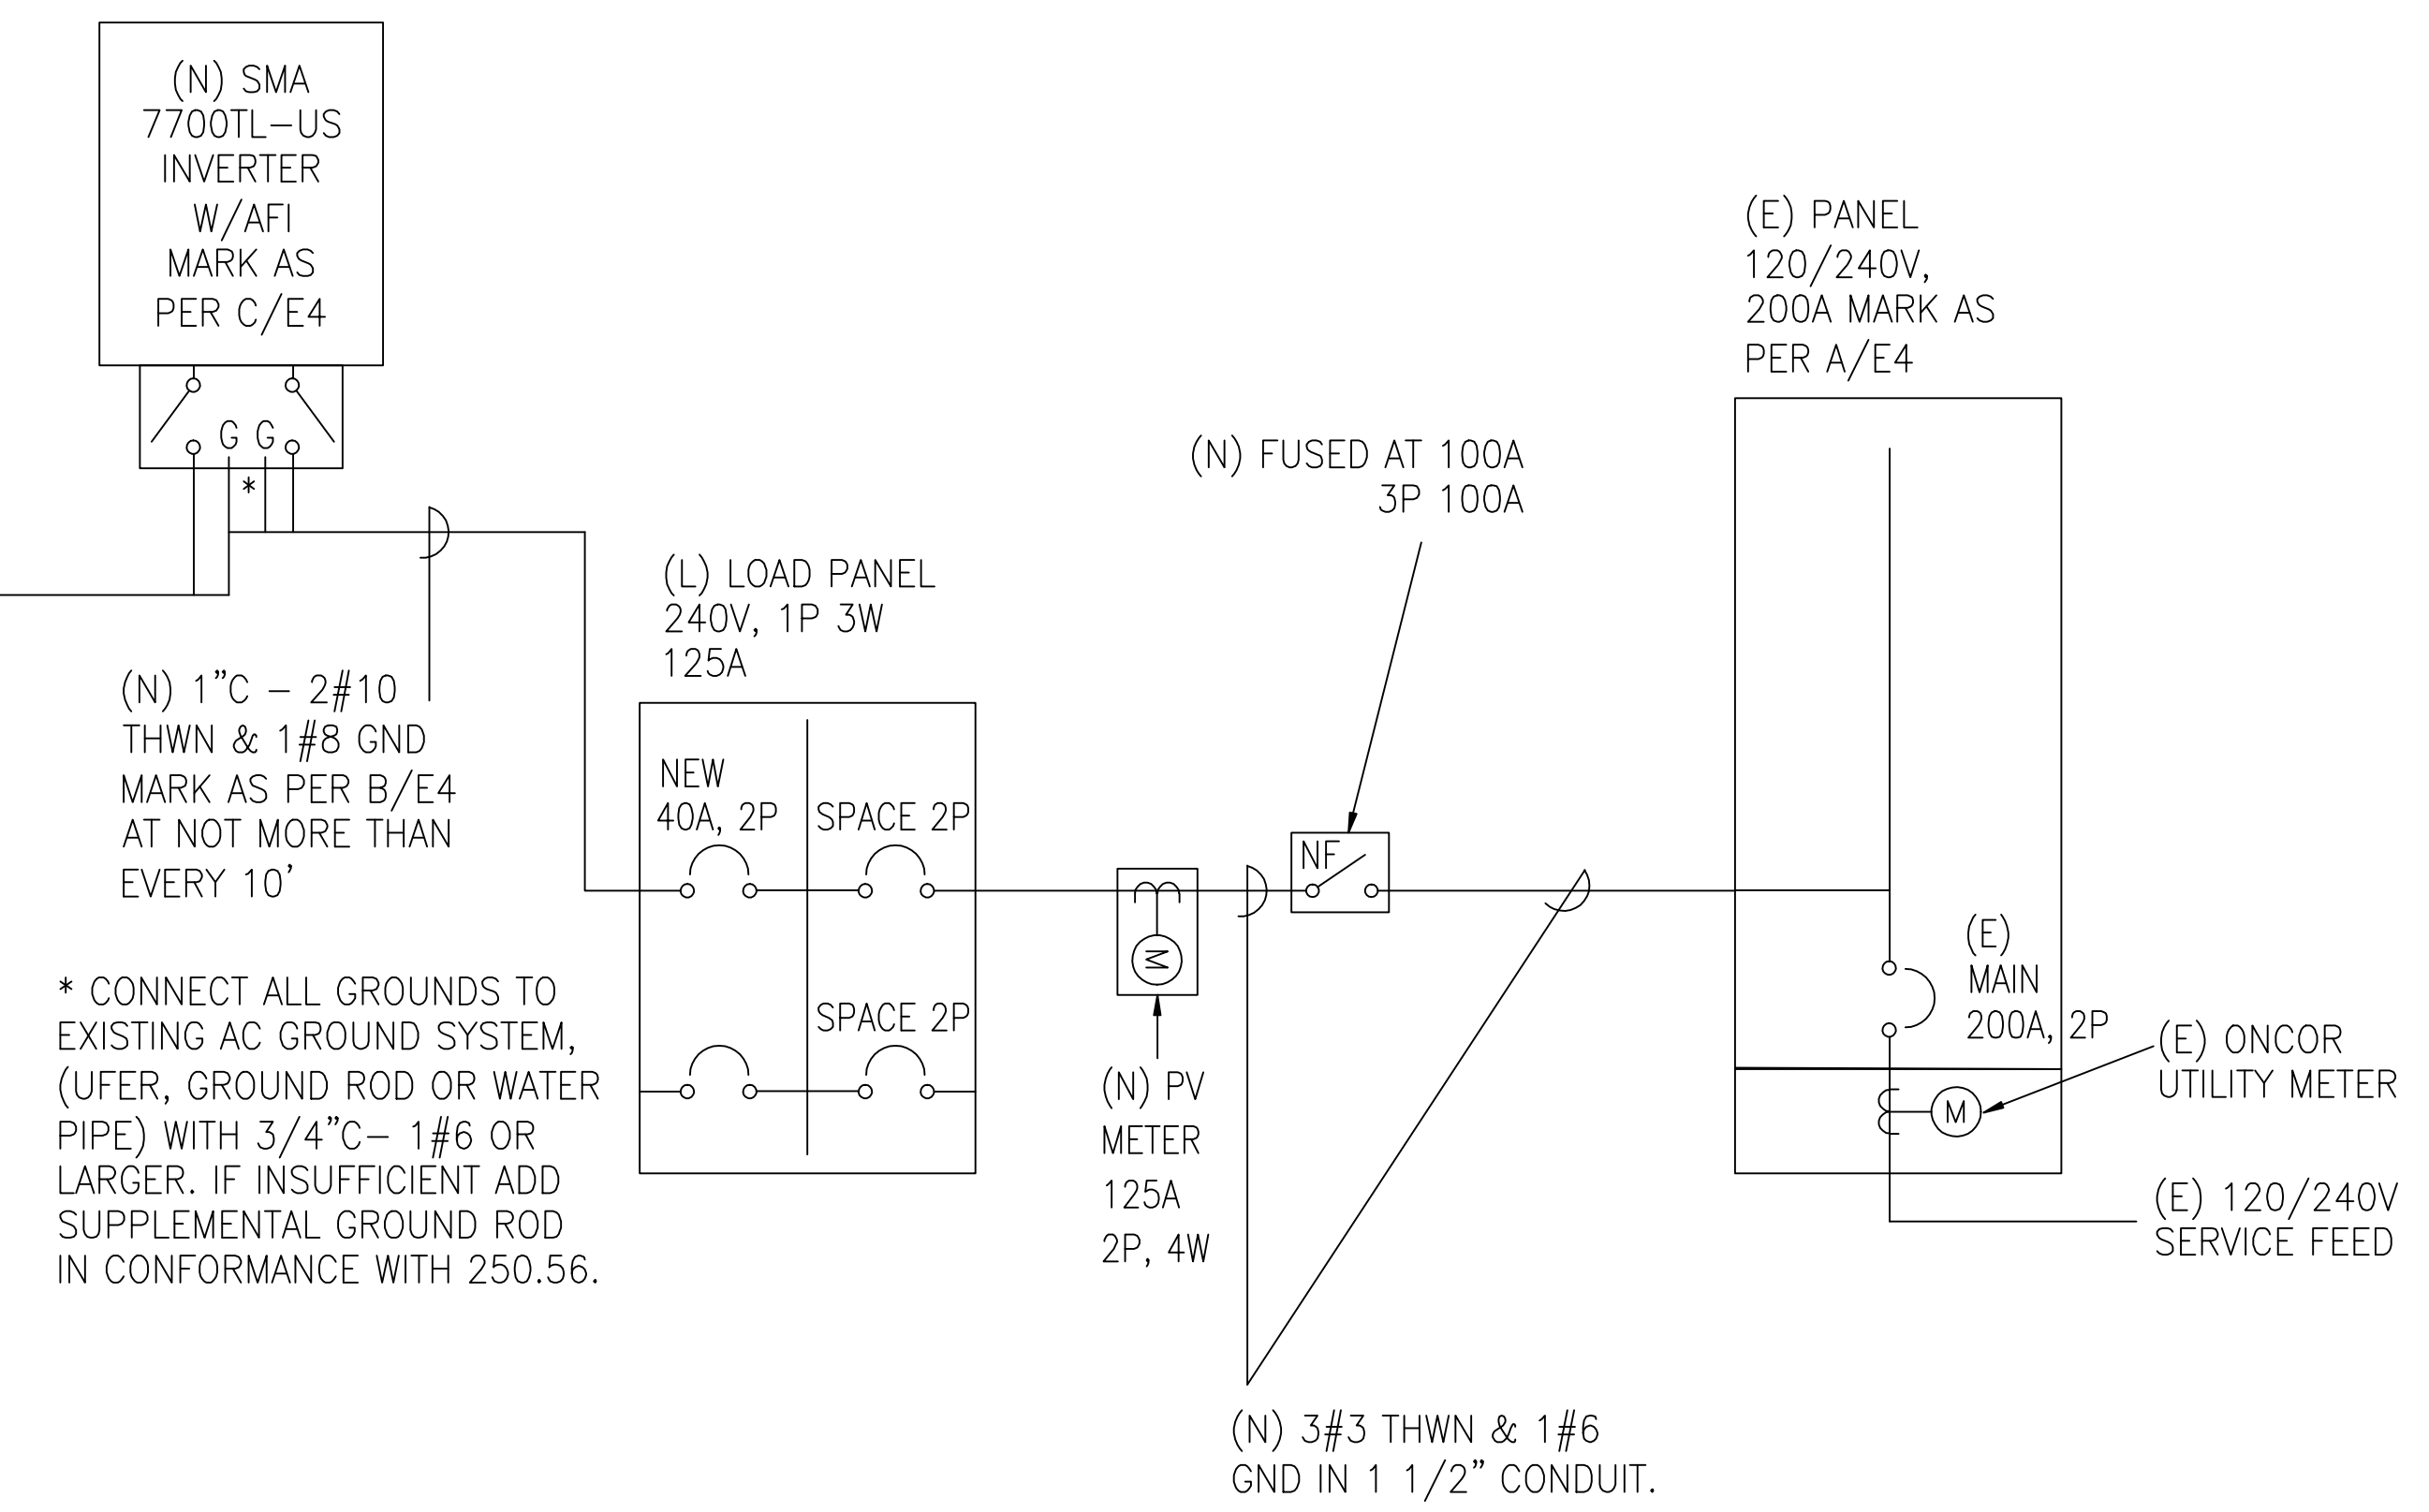 (N) SMA
7700TL-US
INVERTER
W/AFI
MARK AS
PER C/E4
G G
*
(N) 1"C - 2#10
THWN & 1#8 GND
MARK AS PER B/E4
AT NOT MORE THAN
EVERY 10'
* CONNECT ALL GROUNDS TO
EXISTING AC GROUND SYSTEM,
(UFER, GROUND ROD OR WATER
PIPE) WITH 3/4"C- 1#6 OR
LARGER. IF INSUFFICIENT ADD
SUPPLEMENTAL GROUND ROD
IN CONFORMANCE WITH 250.56.
(L) LOAD PANEL
240V, 1P 3W
125A
NEW
40A, 2P
SPACE 2P
SPACE 2P
(N) FUSED AT 100A
3P 100A
NF
M
(N) PV
METER
125A
2P, 4W
(N) 3#3 THWN & 1#6
GND IN 1 1/2" CONDUIT.
(E) PANEL
120/240V,
200A MARK AS
PER A/E4
(E)
MAIN
200A, 2P
M
(E) ONCOR
UTILITY METER
(E) 120/240V
SERVICE FEED